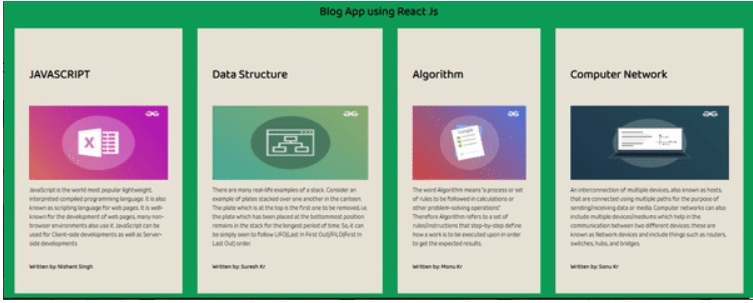 Blog App using React Js
JAVASCRIPT
JavaScript is the world most popular lightweight,
interpreted compiled programming language. It is also
known as scripting language for web pages. It is well-
known for the development of web pages, many non-
browser environments also use it. JavaScript can be
used for Client-side developments as well as Server-
side developments
Written by: Nishant Singh
Data Structure
There are many real-life examples of a stack. Consider an
example of plates stacked over one another in the canteen.
The plate which is at the top is the first one to be removed, i.e.
the plate which has been placed at the bottommost position
remains in the stack for the longest period of time. So, it can
be simply seen to follow LIFO(Last In First Out)/FILO(First In
Last Out) order.
Written by: Suresh Kr
Algorithm
The word Algorithm means "a process or set
of rules to be followed in calculations or
other problem-solving operations".
Therefore Algorithm refers to a set of
rules/instructions that step-by-step define
how a work is to be executed upon in order
to get the expected results.
Written by: Monu Kr
Computer Network
An interconnection of multiple devices, also known as hosts,
that are connected using multiple paths for the purpose of
sending/receiving data or media. Computer networks can also
include multiple devices/mediums which help in the
communication between two different devices; these are
known as Network devices and include things such as routers,
switches, hubs, and bridges.
Written by: Sonu Kr